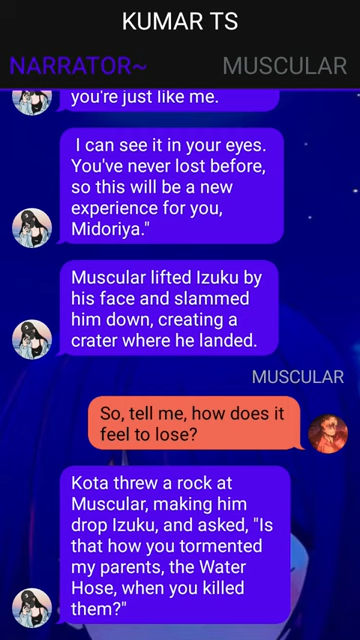 KUMAR TS
NARRATOR~
MUSCULAR
you're just like me.
I can see it in your eyes.
You've never lost before,
so this will be a new
experience for you,
Midoriya."
Muscular lifted Izuku by
his face and slammed
him down, creating a
crater where he landed.
MUSCULAR
So, tell me, how does it
feel to lose?
Kota threw a rock at
Muscular, making him
drop Izuku, and asked, "Is
that how you tormented
my parents, the Water
Hose, when you killed
them?"